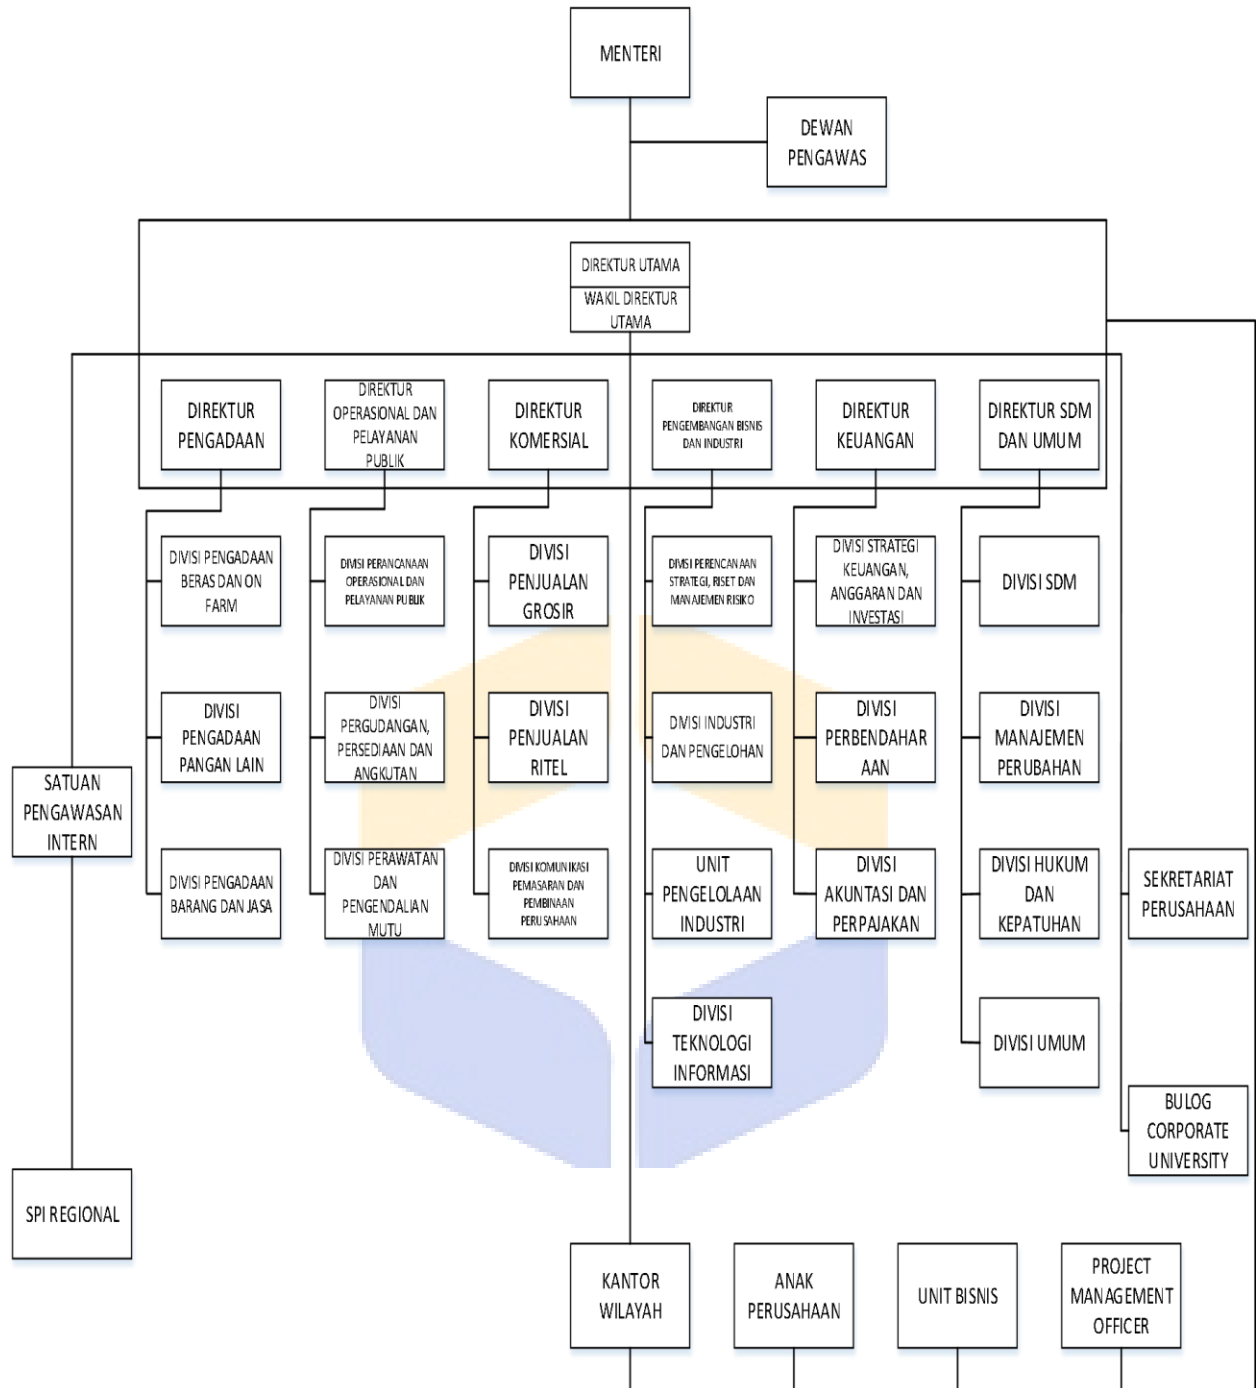 MENTERI
DEWAN
PENGAWAS
DIREKTUR UTAMA
WAKIL DIREKTUR
UTAMA
DIREKTUR
PENGADAAN
DIREKTUR
OPERASIONAL DAN
PELAYANAN
PUBLIK
DIREKTUR
KOMERSIAL
DIREKTUR
PENGEMBANGAN BISNIS
DAN INDUSTRI
DIREKTUR
KEUANGAN
DIREKTUR SDM
DAN UMUM
DIVISI PENGADAAN
BERAS DAN ON
FARM
DIVISI PERANCANAAN
OPERASIONAL DAN
PELAYANAN PUBLIK
DIVISI
PENJUALAN
GROSIR
DIVISI PERENCANAAN
STRATEGI, RISET DAN
MANAJEMEN RISIKO
DIVISI STRATEGI
KEUANGAN,
ANGGARAN DAN
INVESTASI
DIVISI SDM
DIVISI
PENGADAAN
PANGAN LAIN
DIVISI
PERGUDANGAN,
PERSEDIAAN DAN
ANGKUTAN
DIVISI
PENJUALAN
RITEL
DIVISI INDUSTRI
DAN PENGELOHAN
DIVISI
PERBENDAHAR
AAN
DIVISI
MANAJEMEN
PERUBAHAN
SATUAN
PENGAWASAN
INTERN
DIVISI PENGADAAN
BARANG DAN JASA
DIVISI PERAWATAN
DAN
PENGENDALIAN
MUTU
DIVISI KOMUNIKASI
PEMASARAN DAN
PEMBINAAN
PERUSAHAAN
UNIT
PENGELOLAAN
INDUSTRI
DIVISI
AKUNTASI DAN
PERPAJAKAN
DIVISI HUKUM
DAN
KEPATUHAN
SEKRETARIAT
PERUSAHAAN
DIVISI
TEKNOLOGI
INFORMASI
DIVISI UMUM
BULOG
CORPORATE
UNIVERSITY
SPI REGIONAL
KANTOR
WILAYAH
ANAK
PERUSAHAAN
UNIT BISNIS
PROJECT
MANAGEMENT
OFFICER